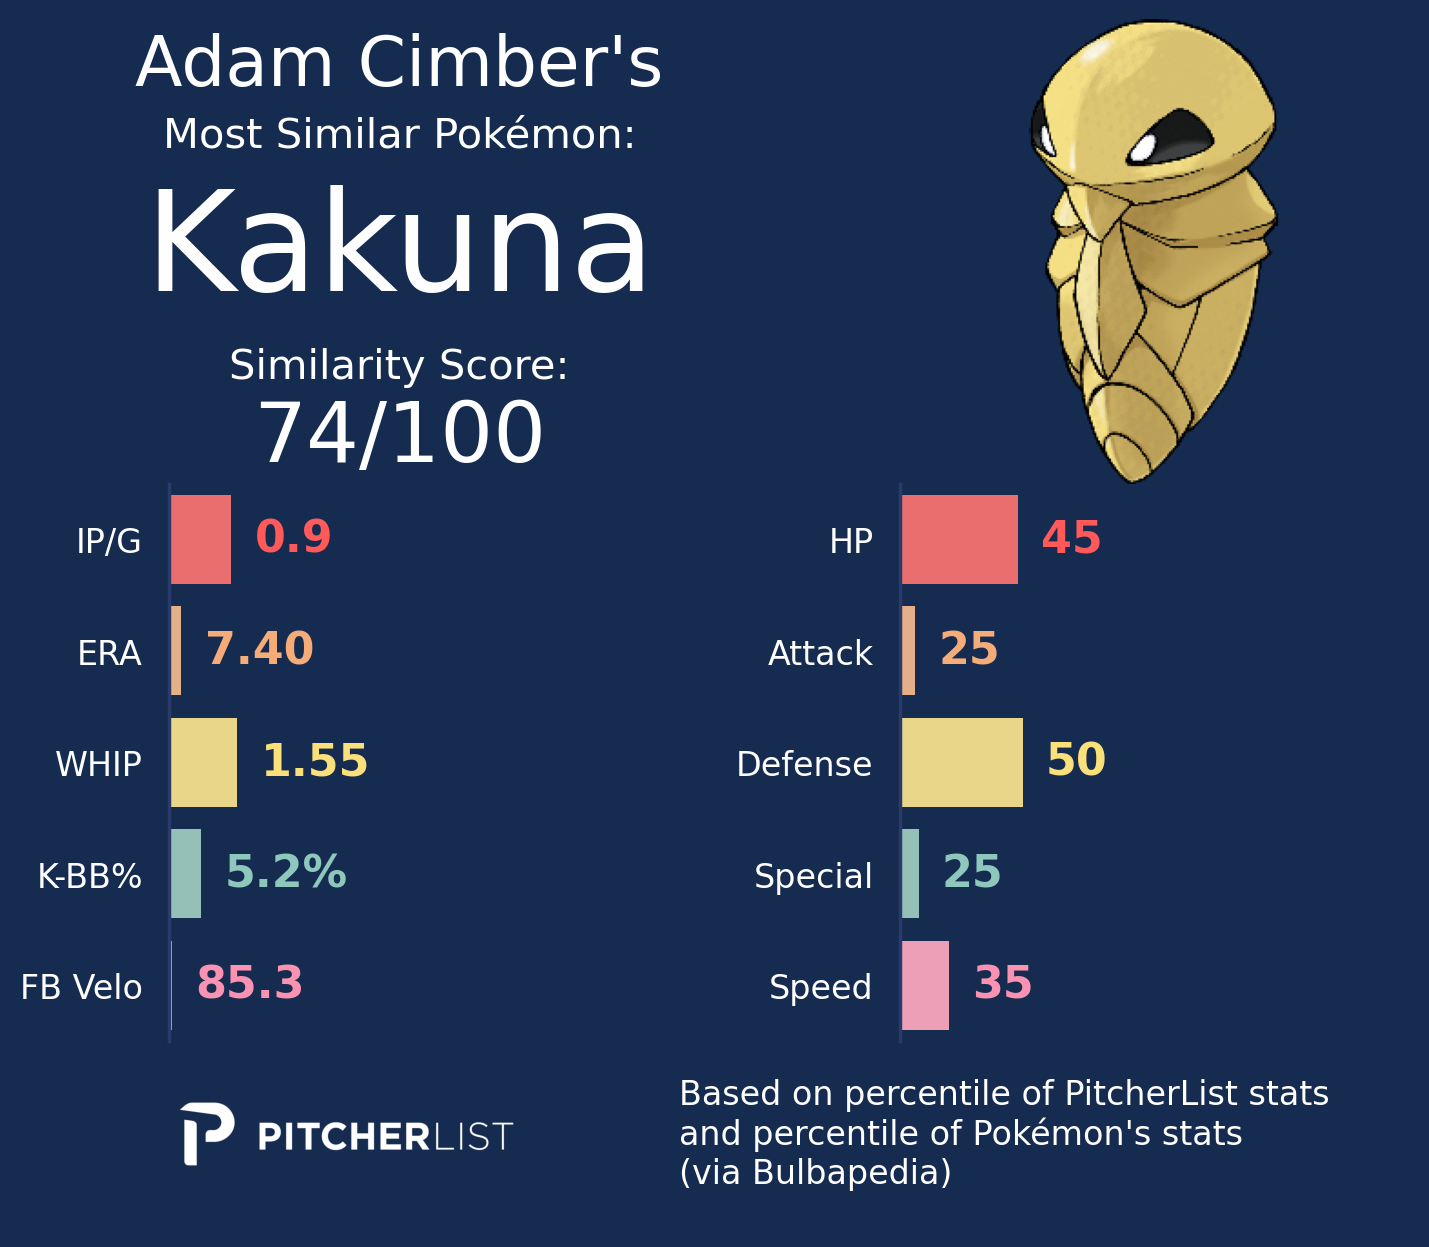 Adam Cimber's
Most Similar Pokémon:
Kakuna
Similarity Score:
74/100
IP/G 0.9
ERA 7.40
WHIP 1.55
K-BB% 5.2%
FB Velo 85.3
HP 45
Attack 25
Defense 50
Special 25
Speed 35
PITCHERLIST
Based on percentile of PitcherList stats
and percentile of Pokémon's stats
(via Bulbapedia)